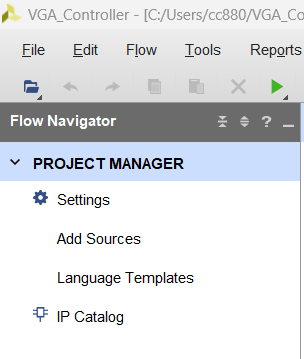 VGA_Controller - [C:/Users/cc880/VGA_Co
File Edit Flow Tools Reports
Flow Navigator ?
PROJECT MANAGER
Settings
Add Sources
Language Templates
IP Catalog